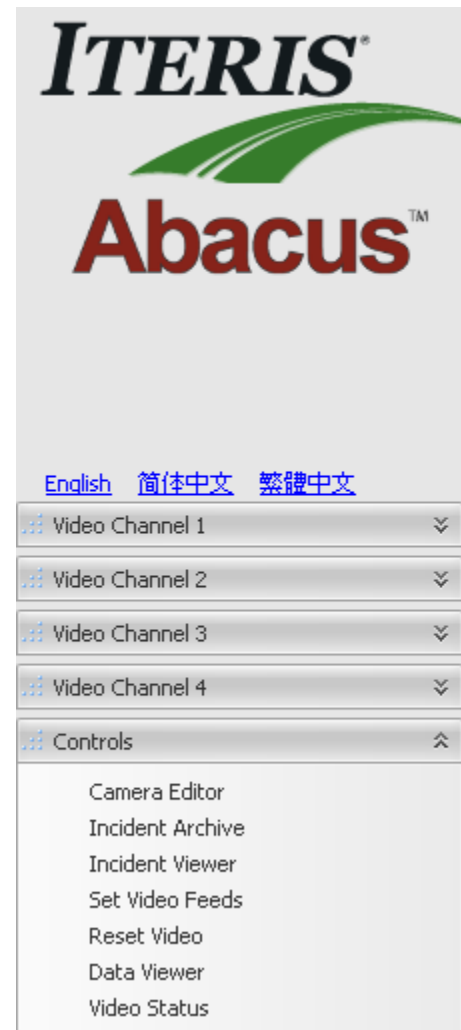 ITERIS®
Abacus™
English 简体中文 繁體中文
Video Channel 1
Video Channel 2
Video Channel 3
Video Channel 4
Controls
Camera Editor
Incident Archive
Incident Viewer
Set Video Feeds
Reset Video
Data Viewer
Video Status